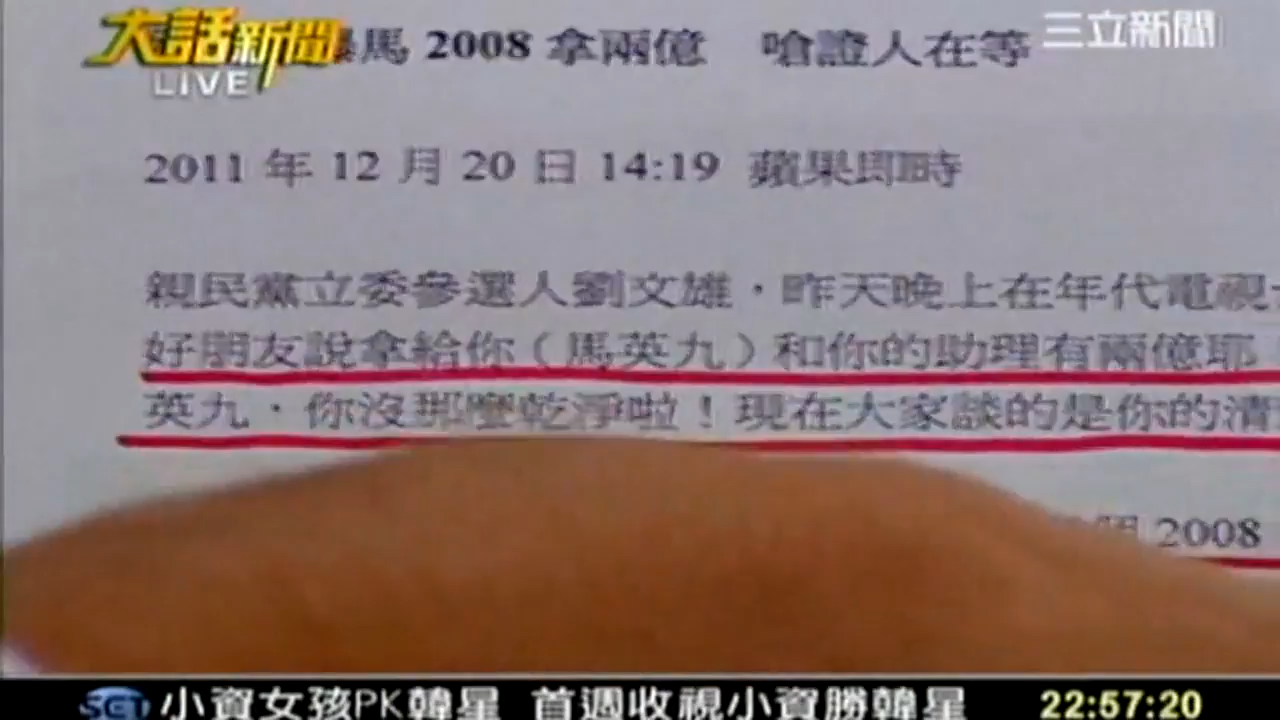 大話新聞
LIVE
三立新聞
爆馬 2008 拿兩億 嗆證人在等
2011 年 12 月 20 日 14:19 蘋果即時
親民黨立委參選人劉文雄，昨天晚上在年代電視
好朋友說拿給你（馬英九）和你的助理有兩億耶
英九，你沒那麼乾淨啦！現在大家談的是你的清
2008
SET 小資女孩PK韓星 首週收視小資勝韓星 22:57:20